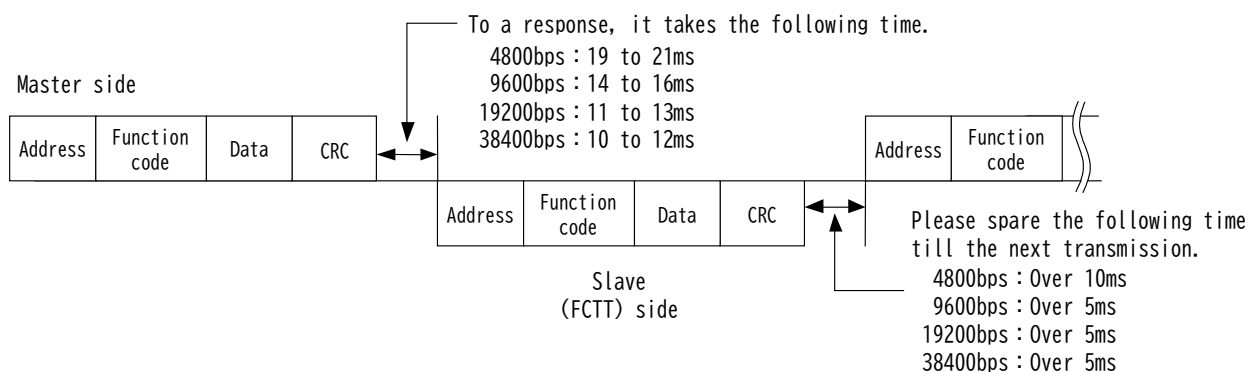 To a response, it takes the following time.
4800bps：19 to 21ms
9600bps：14 to 16ms
19200bps：11 to 13ms
38400bps：10 to 12ms
Master side
Address
Function
code
Data
CRC
Address
Function
code
Address
Function
code
Data
CRC
Slave
(FCTT) side
Please spare the following time
till the next transmission.
4800bps：Over 10ms
9600bps：Over 5ms
19200bps：Over 5ms
38400bps：Over 5ms